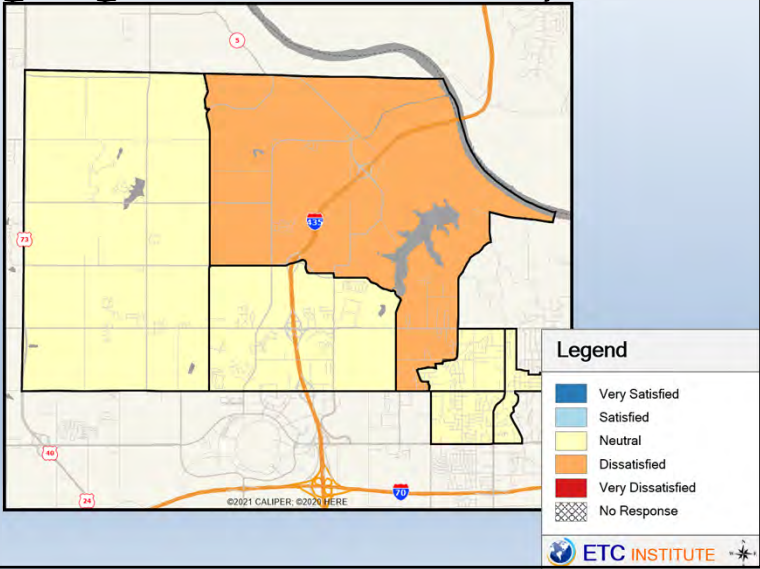 5
435
73
40
24
70
©2021 CALIPER; ©2020 HERE
Legend
Very Satisfied
Satisfied
Neutral
Dissatisfied
Very Dissatisfied
No Response
ETC INSTITUTE